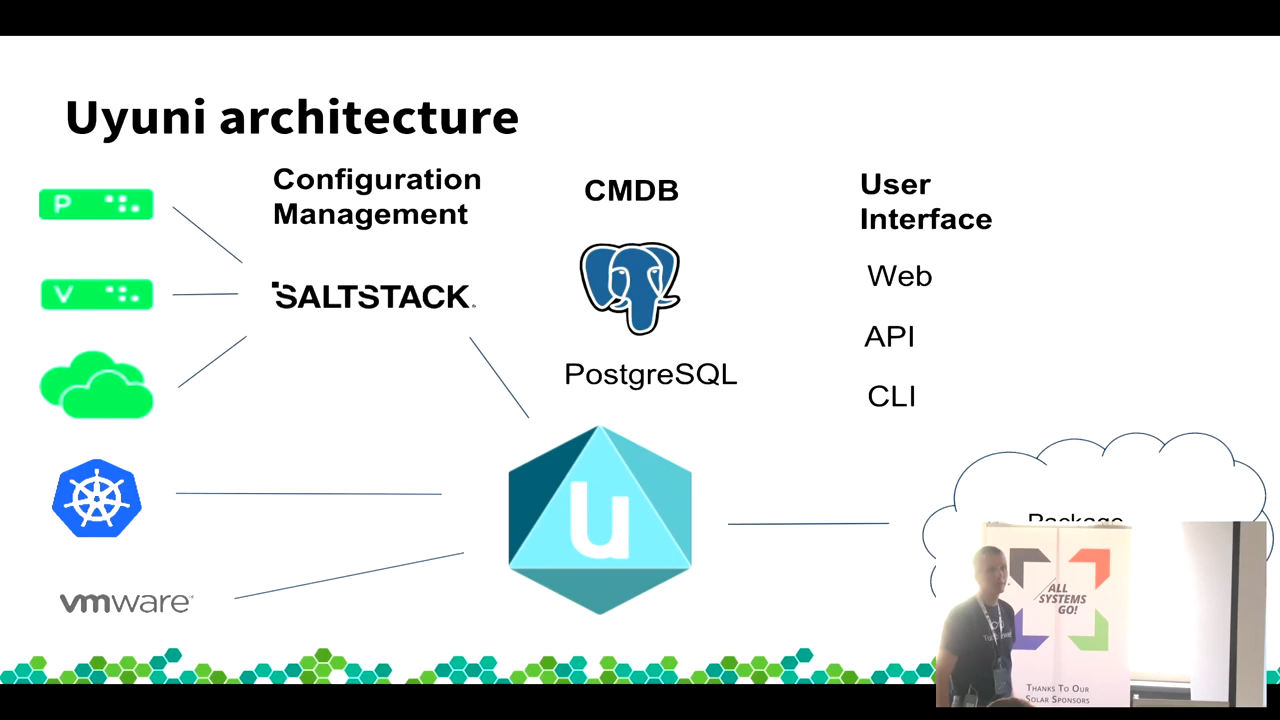 Uyuni architecture
P
V
Configuration
Management
SALTSTACK
CMDB
PostgreSQL
User
Interface
Web
API
CLI
vmware
u
Package
ALL
SYSTEMS
GO!
THANKS TO OUR
SOLAR SPONSORS